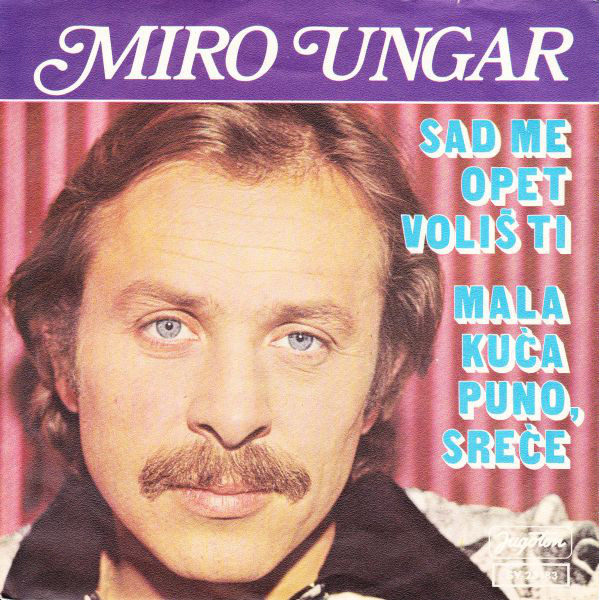 MIRO UNGAR
SAD ME
OPET
VOLIŠ TI
MALA
KUĆA
PUNO,
SREĆE
Jugoton